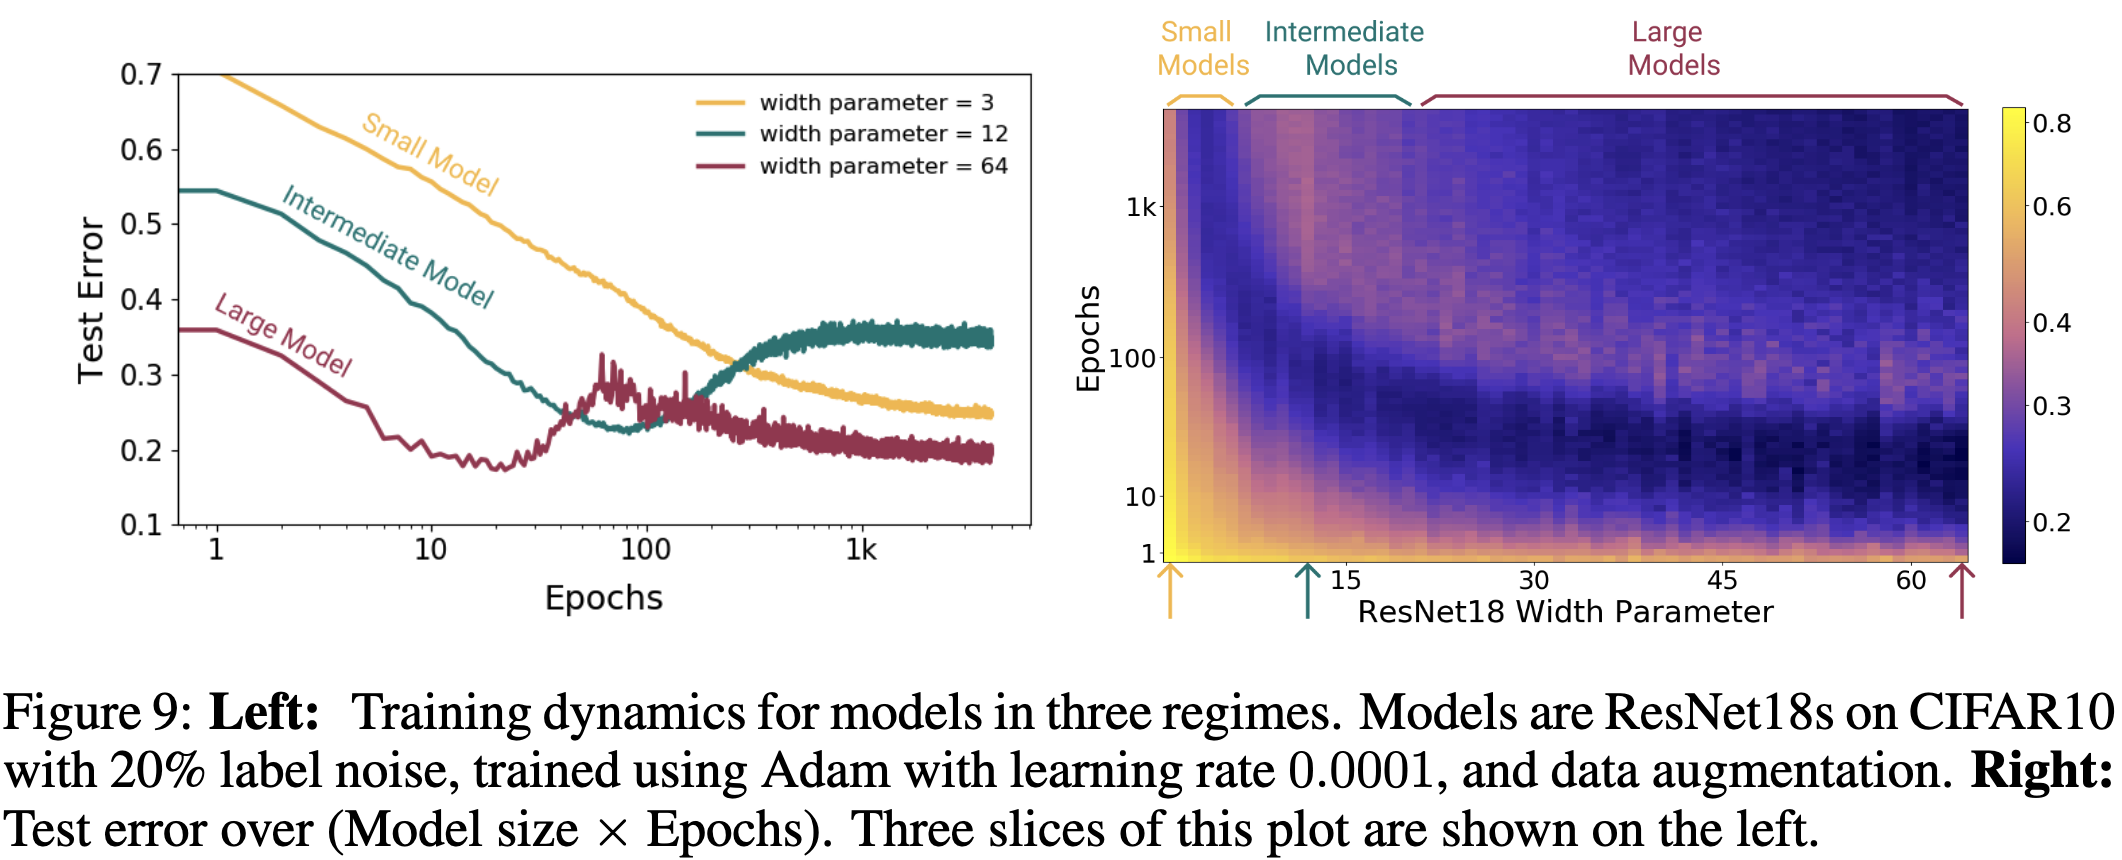 0.7
0.6
0.5
0.4
0.3
0.2
0.1
Test Error
Small Model
Intermediate Model
Large Model
width parameter = 3
width parameter = 12
width parameter = 64
1 10 100 1k
Epochs
Small Models
Intermediate Models
Large Models
1k
100
10
1
Epochs
15 30 45 60
ResNet18 Width Parameter
0.8
0.6
0.4
0.3
0.2
Figure 9: Left: Training dynamics for models in three regimes. Models are ResNet18s on CIFAR10
with 20% label noise, trained using Adam with learning rate 0.0001, and data augmentation. Right:
Test error over (Model size × Epochs). Three slices of this plot are shown on the left.